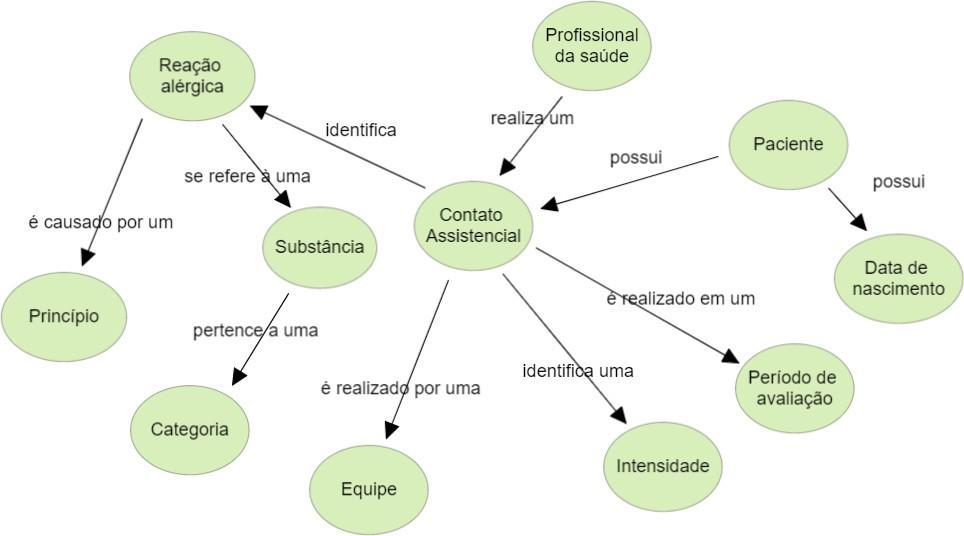 Profissional
da saúde
Reação
alérgica
realiza um
identifica
Paciente
possui
se refere à uma
possui
é causado por um
Contato
Assistencial
Substância
Data de
nascimento
Princípio
é realizado em um
pertence a uma
identifica uma
é realizado por uma
Período de
avaliação
Categoria
Intensidade
Equipe